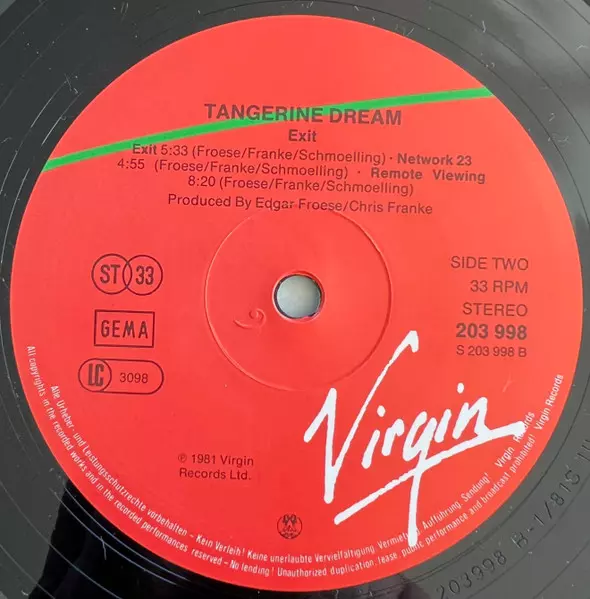 TANGERINE DREAM
Exit
Exit 5:33 (Froese/Franke/Schmoelling) · Network 23
4:55 (Froese/Franke/Schmoelling) · Remote Viewing
8:20 (Froese/Franke/Schmoelling)
Produced By Edgar Froese/Chris Franke
ST 33
GEMA
LC 3098
SIDE TWO
33 RPM
STEREO
203 998
S 203 998 B
Virgin
℗ 1981 Virgin
Records Ltd.
Alle Urheber- und Leistungsschutzrechte vorbehalten – Kein Verleih! Keine unerlaubte Vervielfältigung, Aufführung, Sendung! Virgin Records
All copyrights in the recorded works and in the recorded performances reserved – No lending! Unauthorized duplication, lease, public performance and broadcast prohibited! Virgin Records
203998 B-1/81S